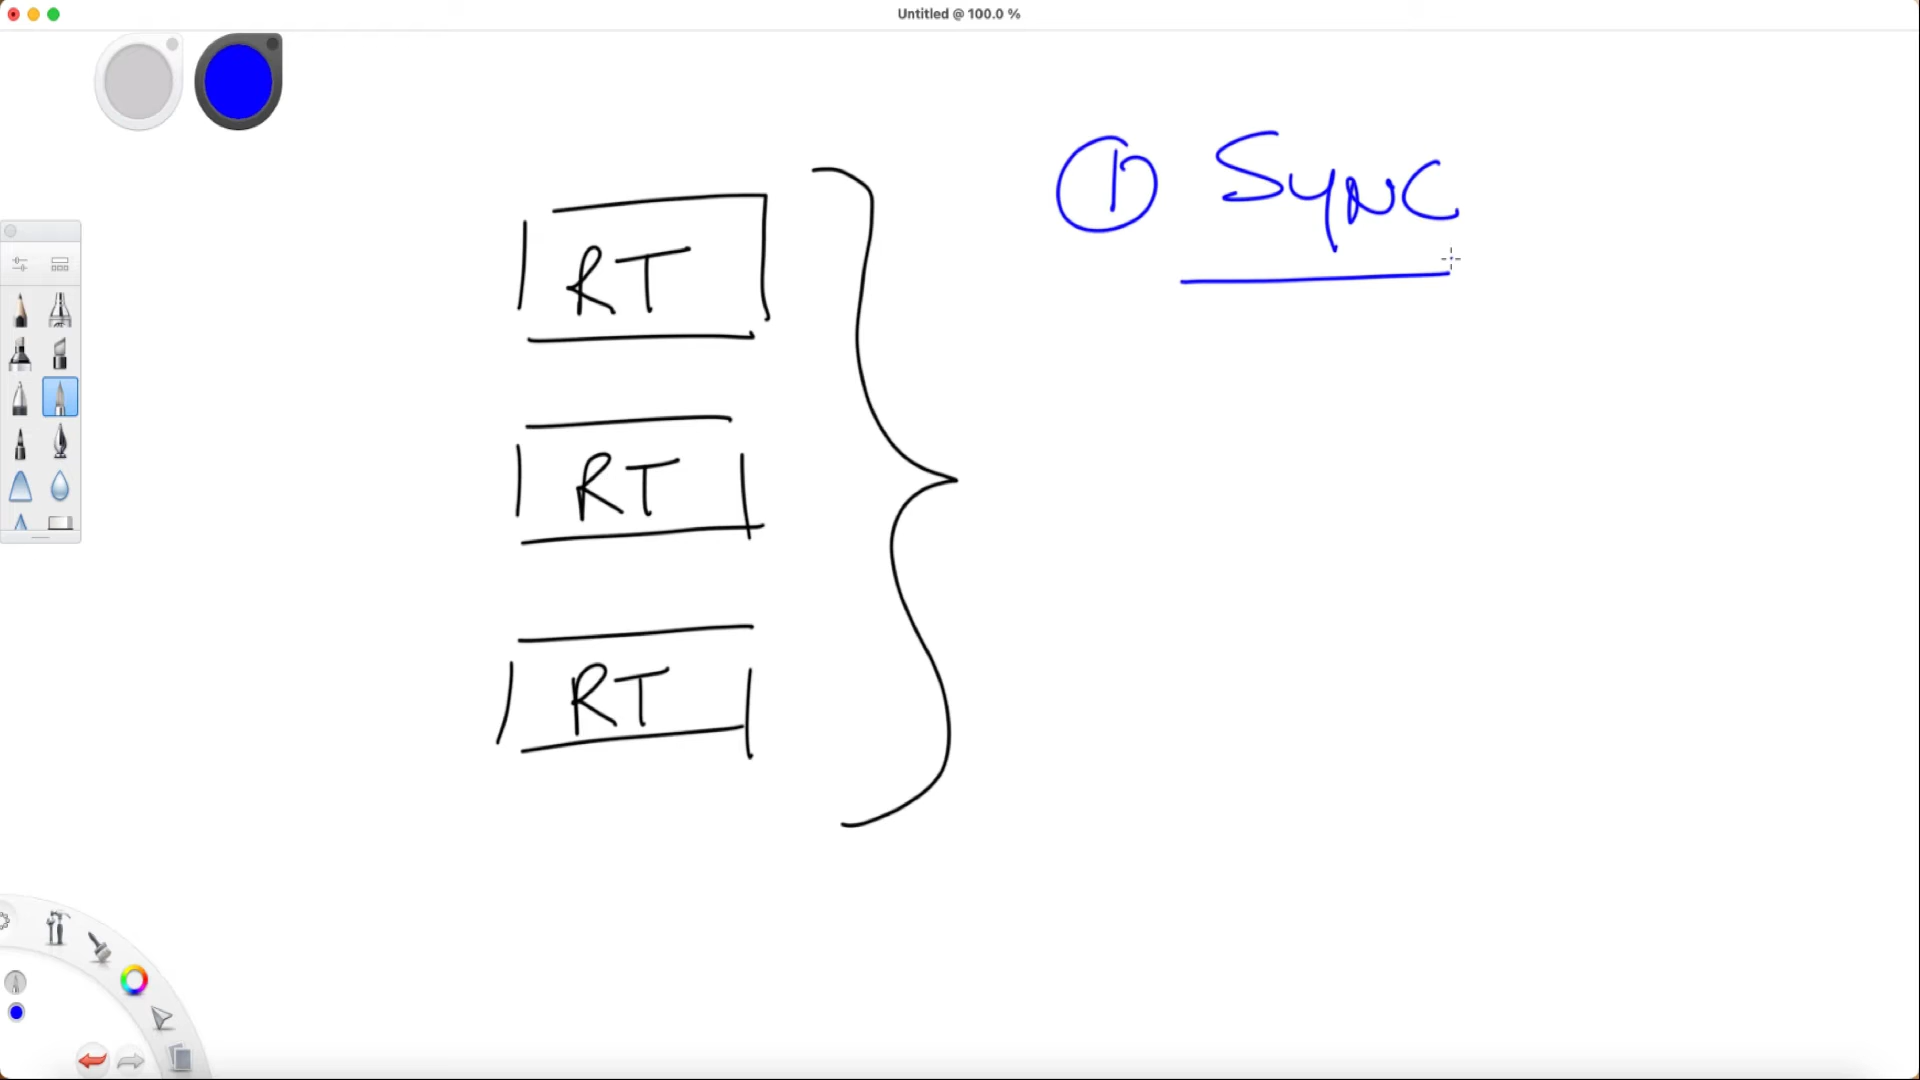 Untitled @ 100.0 %
① Sync
RT
RT
RT